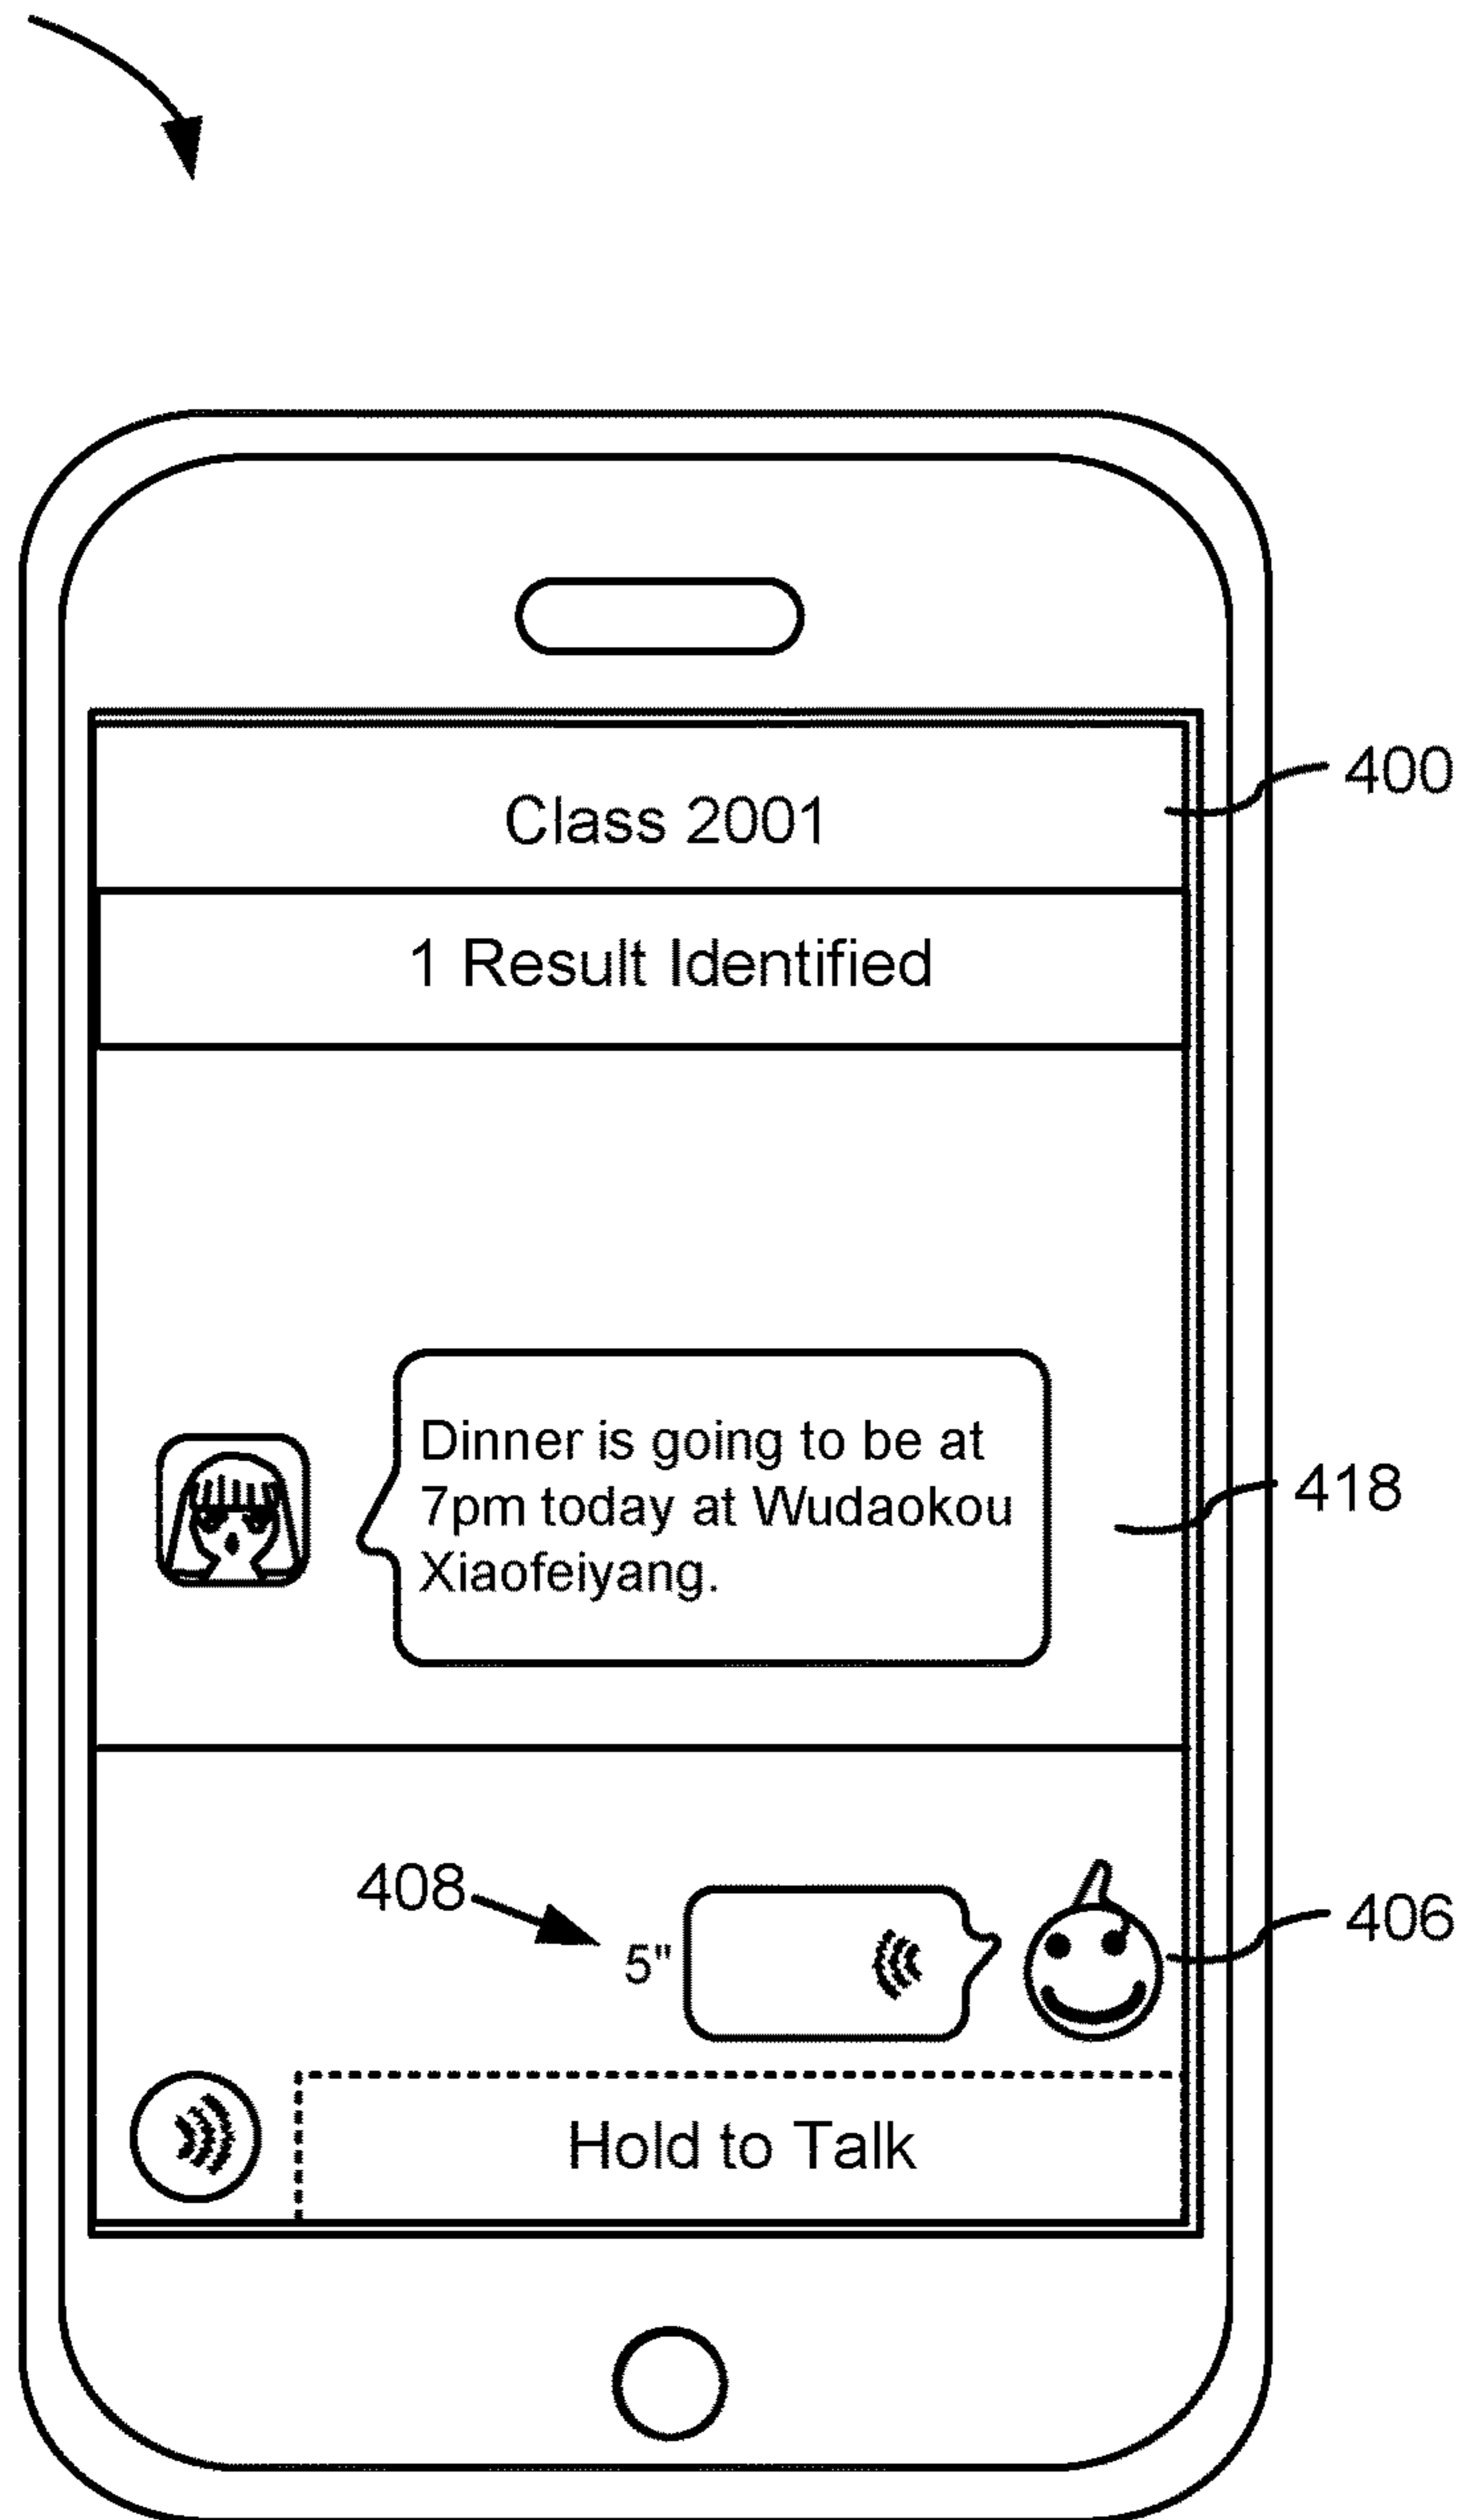 400
Class 2001
1 Result Identified
Dinner is going to be at
7pm today at Wudaokou
Xiaofeiyang.
418
408
5"
406
Hold to Talk